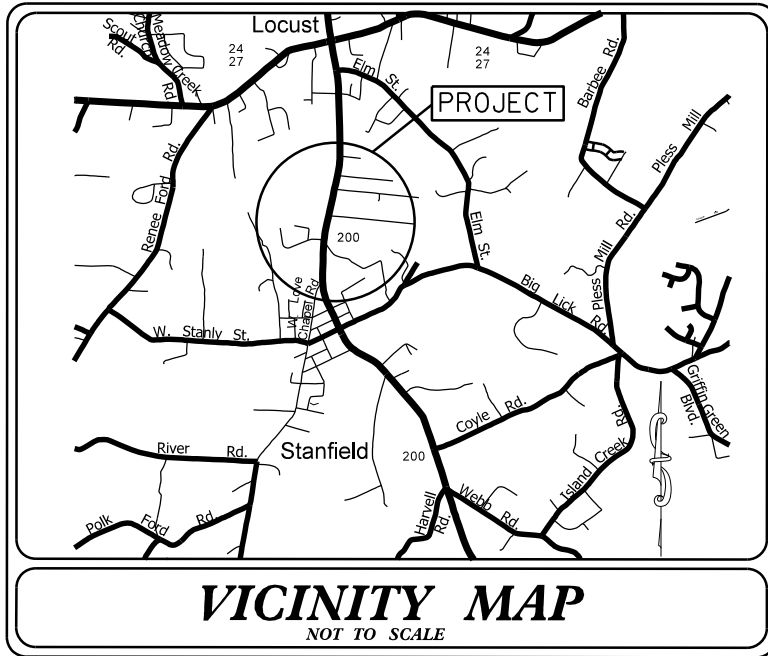 Locust
Scout
Rd.
Church
Meadow Creek
Rd
24
27
24
27
Elm St.
PROJECT
Barbee Rd.
Pless Mill
Rd.
Renee Ford Rd.
200
Elm St.
Pless Mill
Big Lick Rd.
W. Love
Chapel Rd
W. Stanly St.
Griffin Green
Blvd.
Coyle Rd.
Rd.
Island Creek
River Rd.
Stanfield
200
Polk Ford Rd.
Harvell
Rd.
Webb Rd.
VICINITY MAP
NOT TO SCALE